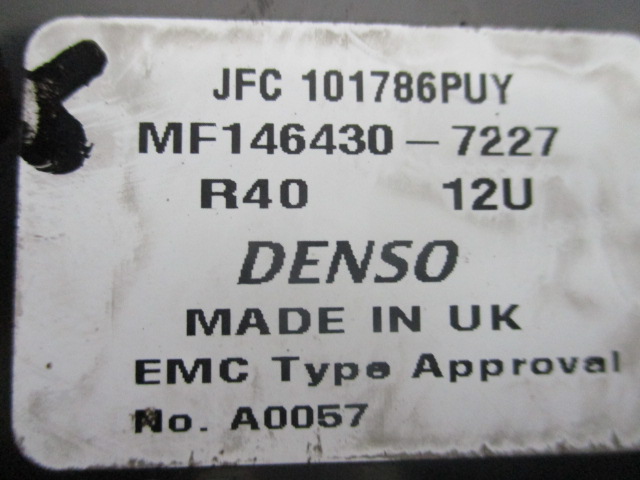 JFC 101786PUY
MF146430-7227
R40 12U
DENSO
MADE IN UK
EMC Type Approval
No. A0057